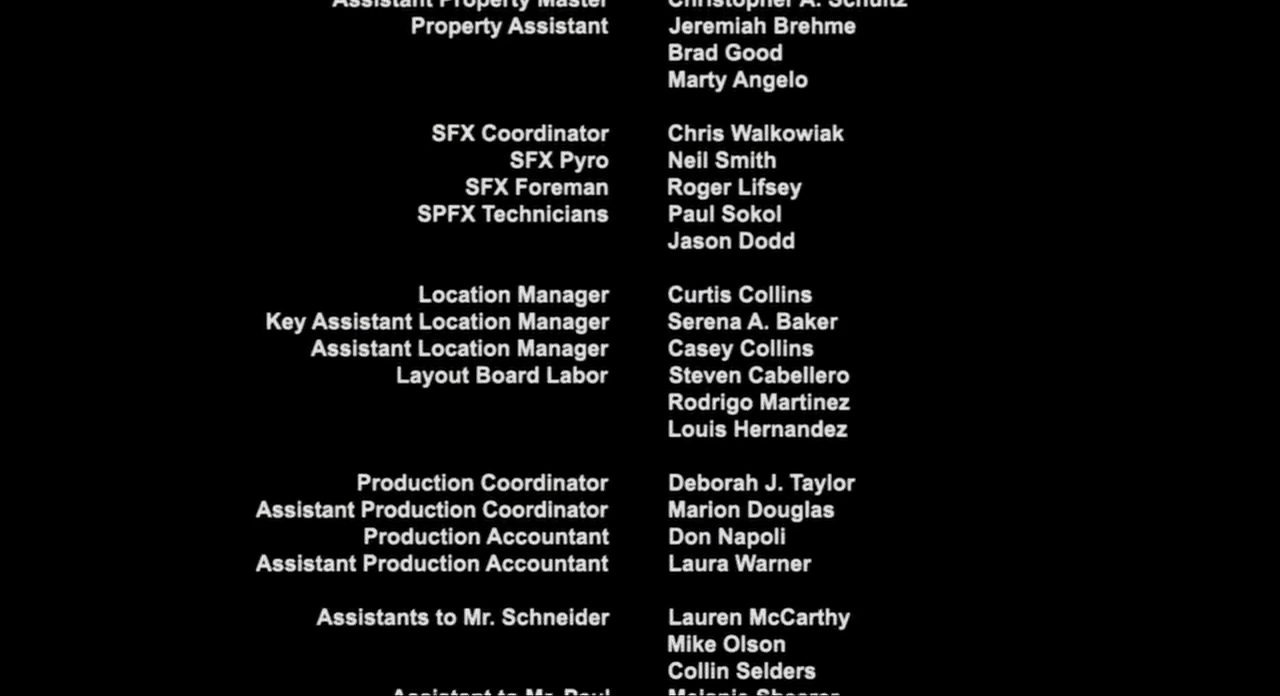 Assistant Property Master Christopher A. Schultz
Property Assistant Jeremiah Brehme
Brad Good
Marty Angelo
SFX Coordinator Chris Walkowiak
SFX Pyro Neil Smith
SFX Foreman Roger Lifsey
SPFX Technicians Paul Sokol
Jason Dodd
Location Manager Curtis Collins
Key Assistant Location Manager Serena A. Baker
Assistant Location Manager Casey Collins
Layout Board Labor Steven Cabellero
Rodrigo Martinez
Louis Hernandez
Production Coordinator Deborah J. Taylor
Assistant Production Coordinator Marion Douglas
Production Accountant Don Napoli
Assistant Production Accountant Laura Warner
Assistants to Mr. Schneider Lauren McCarthy
Mike Olson
Collin Selders
Assistant to Mr. Paul Melanie Shearer